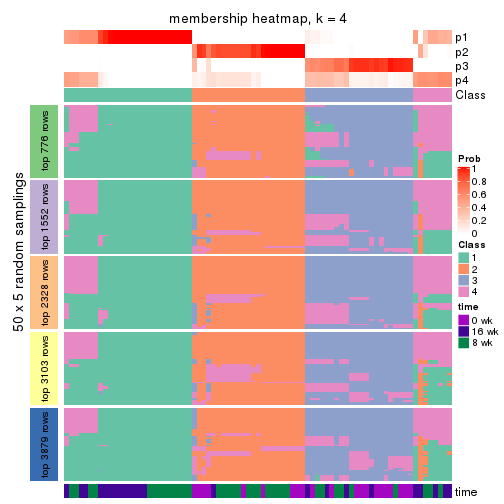 membership heatmap, k = 4
p1
p2
p3
p4
Class
50 x 5 random samplings
top 776 rows
top 1552 rows
top 2328 rows
top 3103 rows
top 3879 rows
time
Prob
1
0.8
0.6
0.4
0.2
0
Class
1
2
3
4
time
0 wk
16 wk
8 wk